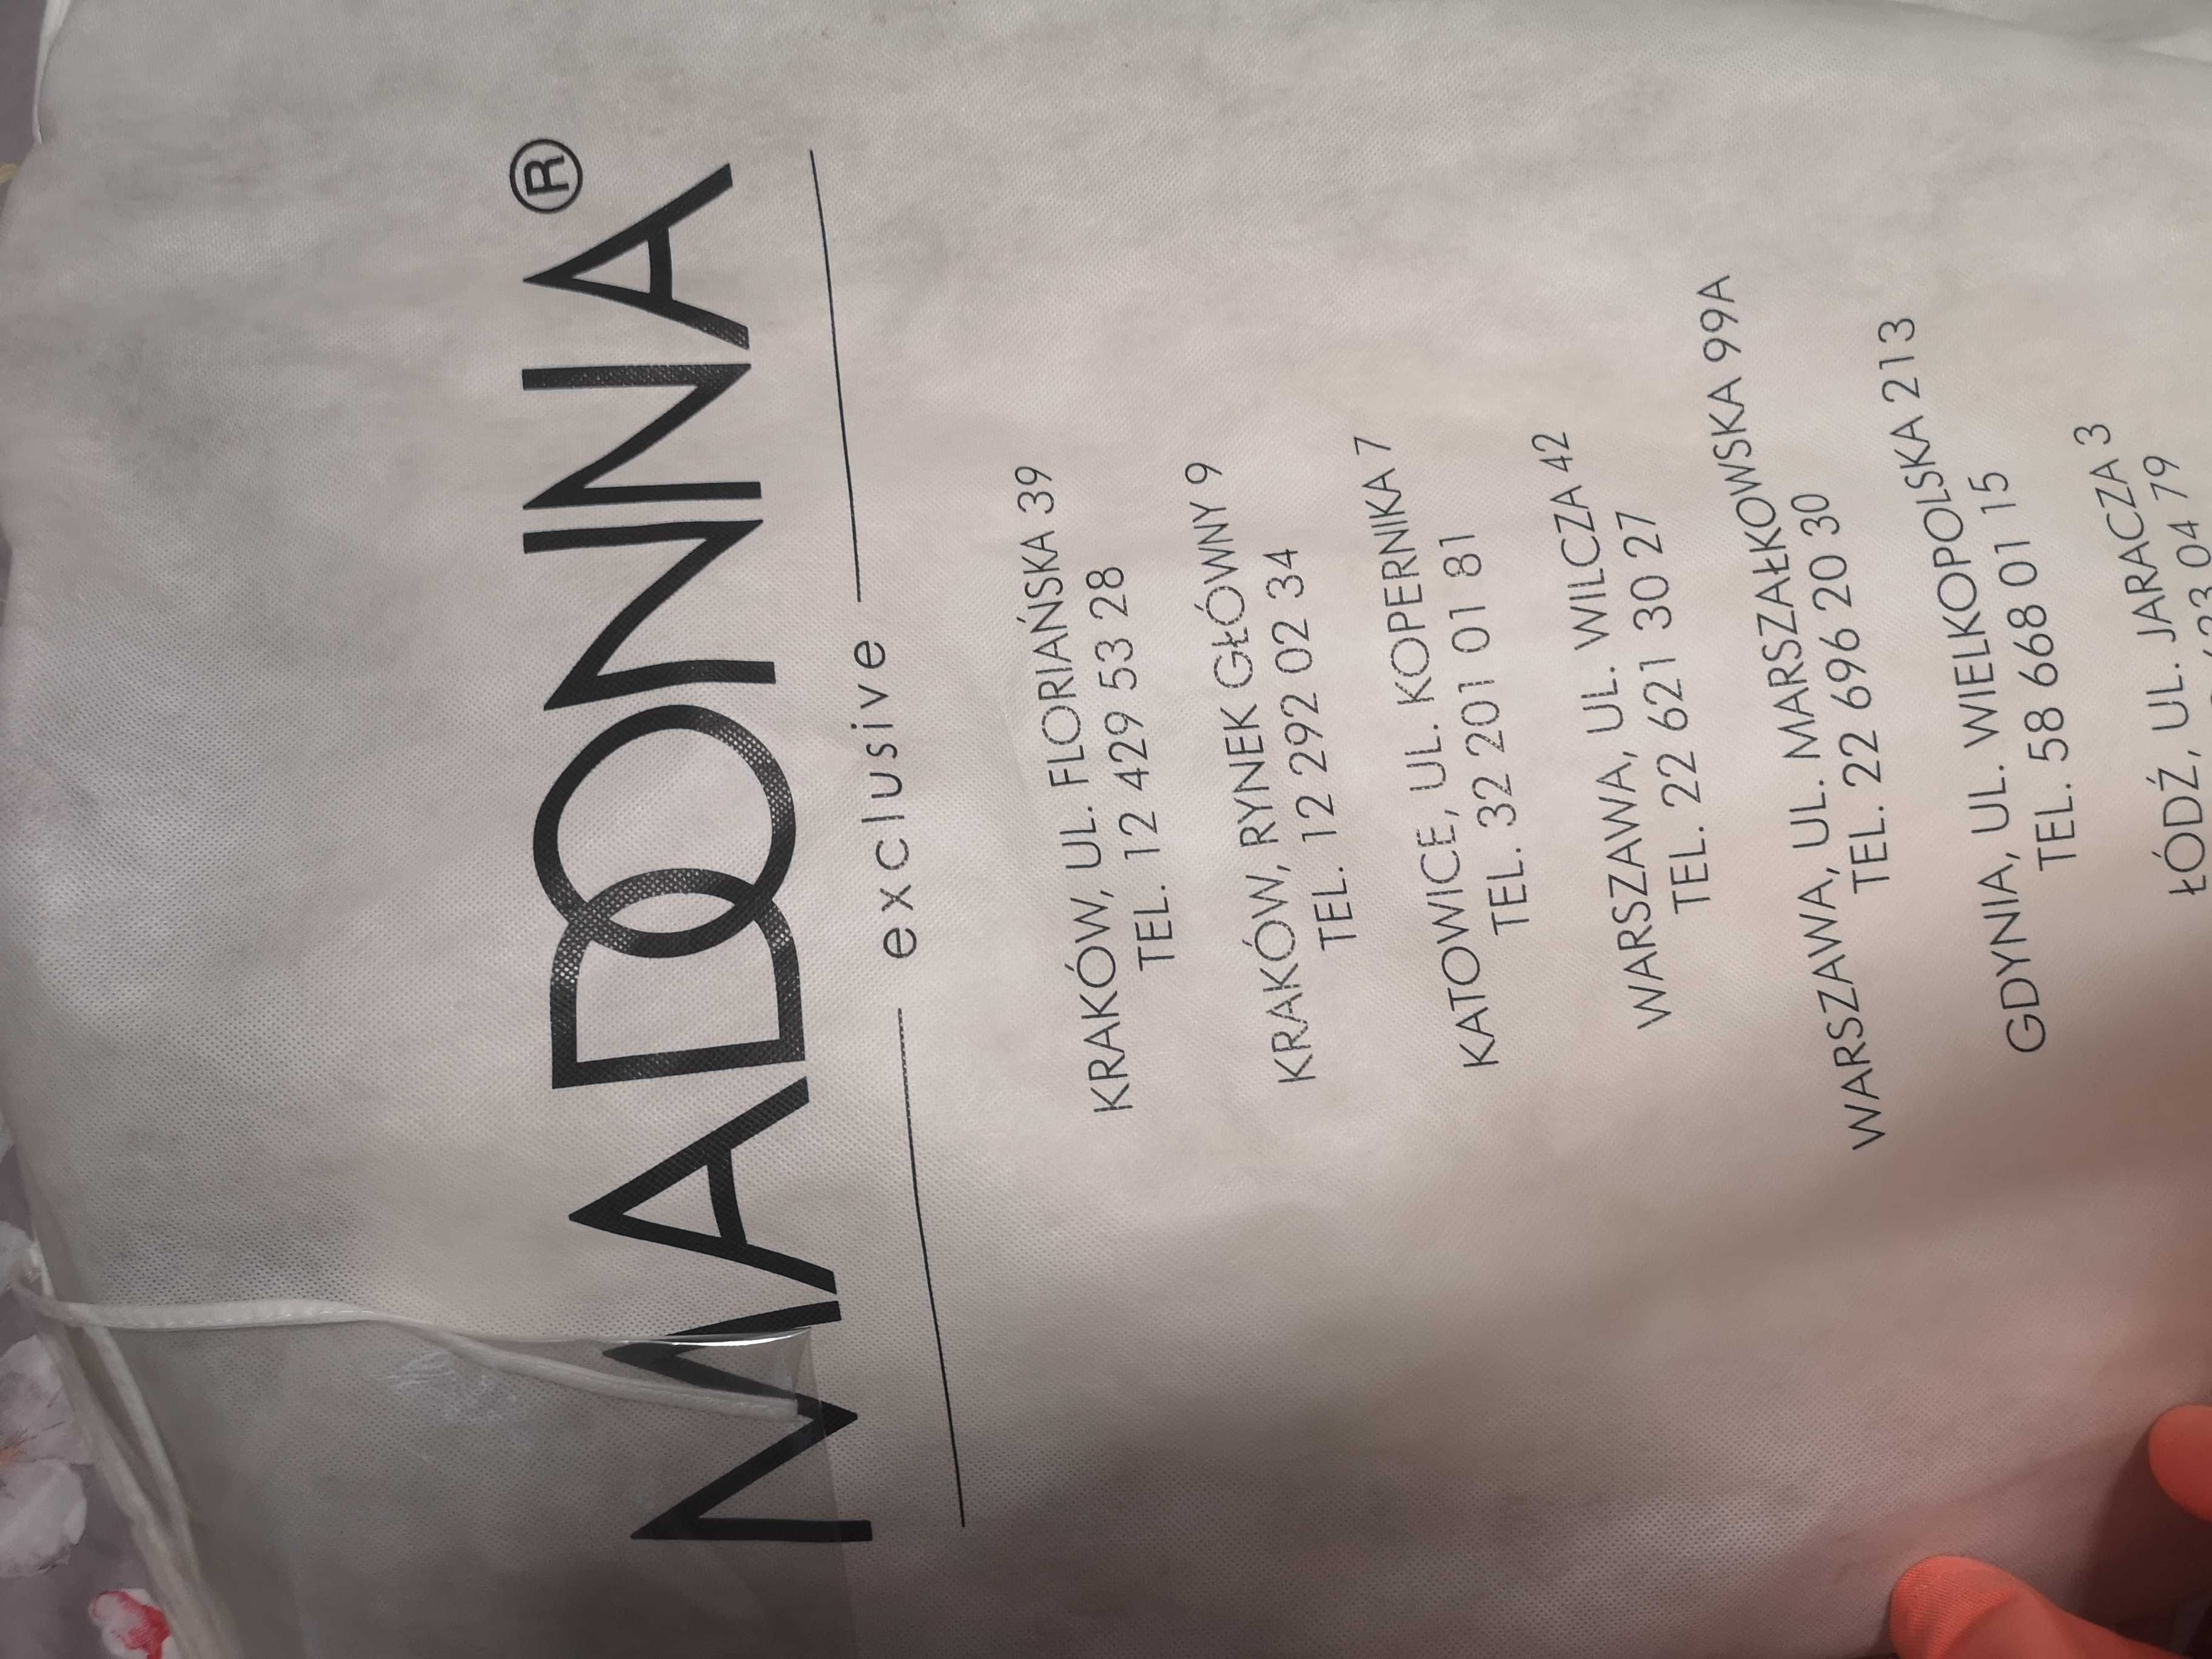 MADONNA®
exclusive
KRAKÓW, UL. FLORIAŃSKA 39
TEL. 12 429 53 28
KRAKÓW, RYNEK GŁÓWNY 9
TEL. 12 292 02 34
KATOWICE, UL. KOPERNIKA 7
TEL. 32 201 01 81
WARSZAWA, UL. WILCZA 42
TEL. 22 621 30 27
WARSZAWA, UL. MARSZAŁKOWSKA 99A
TEL. 22 696 20 30
GDYNIA, UL. WIELKOPOLSKA 213
TEL. 58 668 01 15
ŁÓDŹ, UL. JARACZA 3
04 79